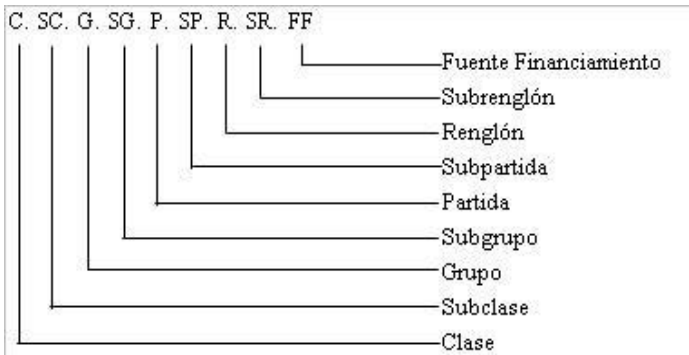 C. SC. G. SG. P. SP. R. SR. FF
Fuente Financiamiento
Subrenglón
Renglón
Subpartida
Partida
Subgrupo
Grupo
Subclase
Clase